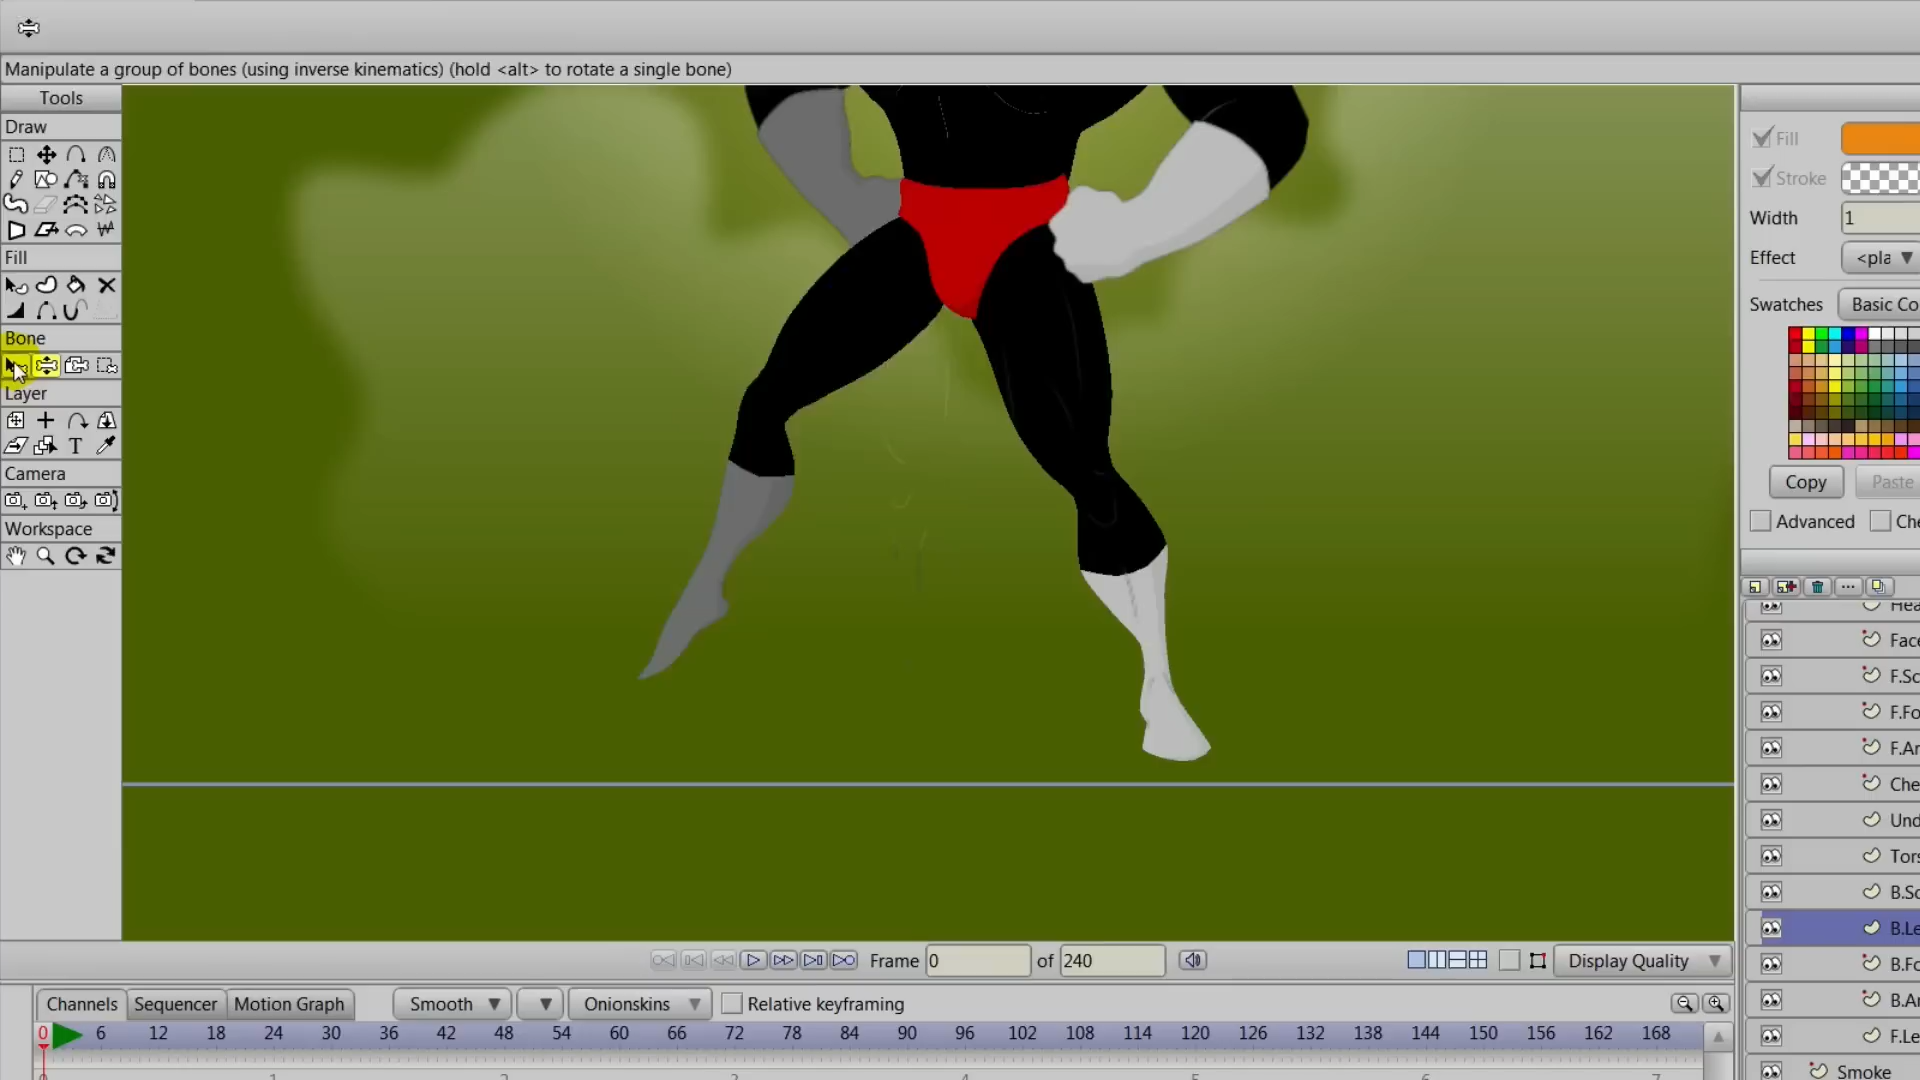 Manipulate a group of bones (using inverse kinematics) (hold <alt> to rotate a single bone)
Tools
Draw
Fill
Bone
Layer
T
Camera
Workspace
Fill
Stroke
Width 1
Effect <pla
Swatches Basic Co
Copy Paste
Advanced Che
Hea
Face
F.Sc
F.Fo
F.Ar
Che
Und
Tors
B.Sc
B.Le
B.Fo
B.Ar
F.Le
Smoke
Frame 0 of 240 Display Quality
Channels Sequencer Motion Graph Smooth Onionskins Relative keyframing
0 6 12 18 24 30 36 42 48 54 60 66 72 78 84 90 96 102 108 114 120 126 132 138 144 150 156 162 168